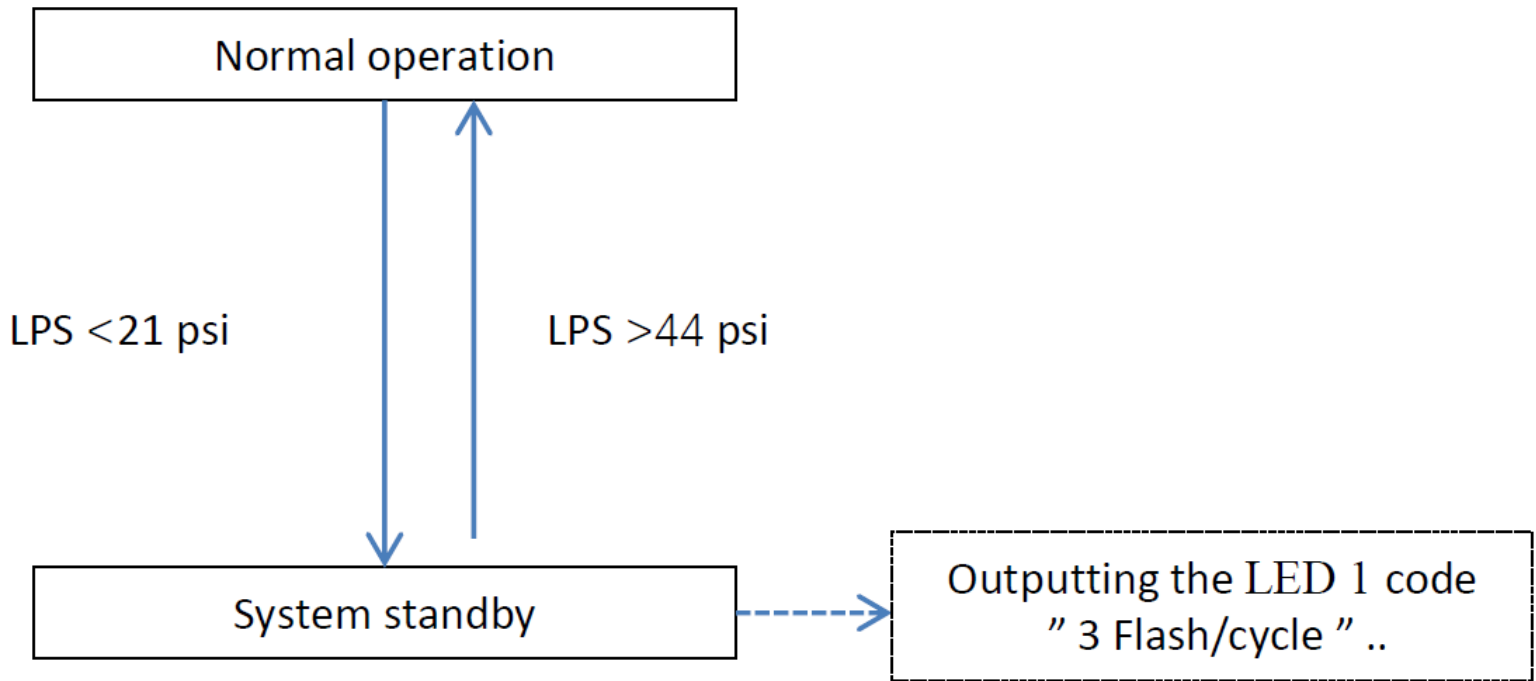 Normal operation
LPS <21 psi
LPS >44 psi
System standby
Outputting the LED 1 code
” 3 Flash/cycle ” ..